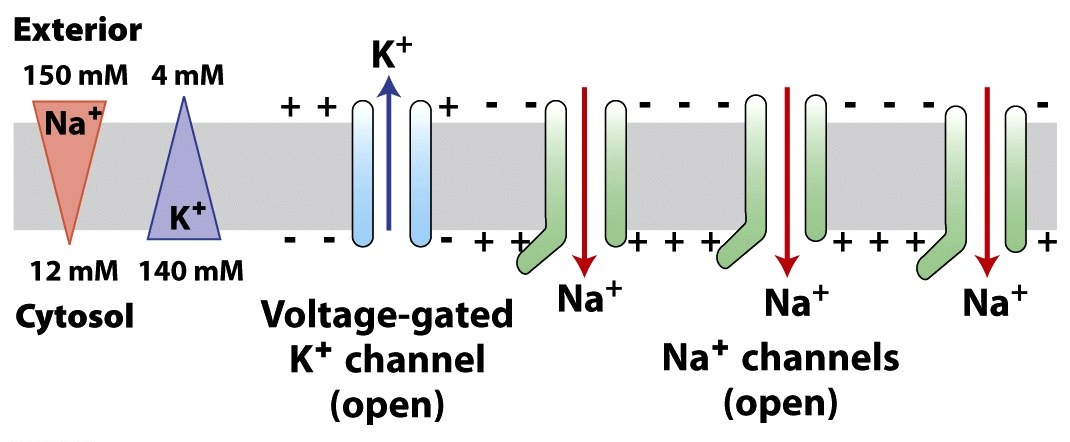 Exterior
150 mM 4 mM
Na⁺
K⁺
12 mM 140 mM
Cytosol
K⁺
+ + + - - - - - - - - -
- - - + + + + + + + + +
Voltage-gated
K⁺ channel
(open)
Na⁺ Na⁺ Na⁺
Na⁺ channels
(open)